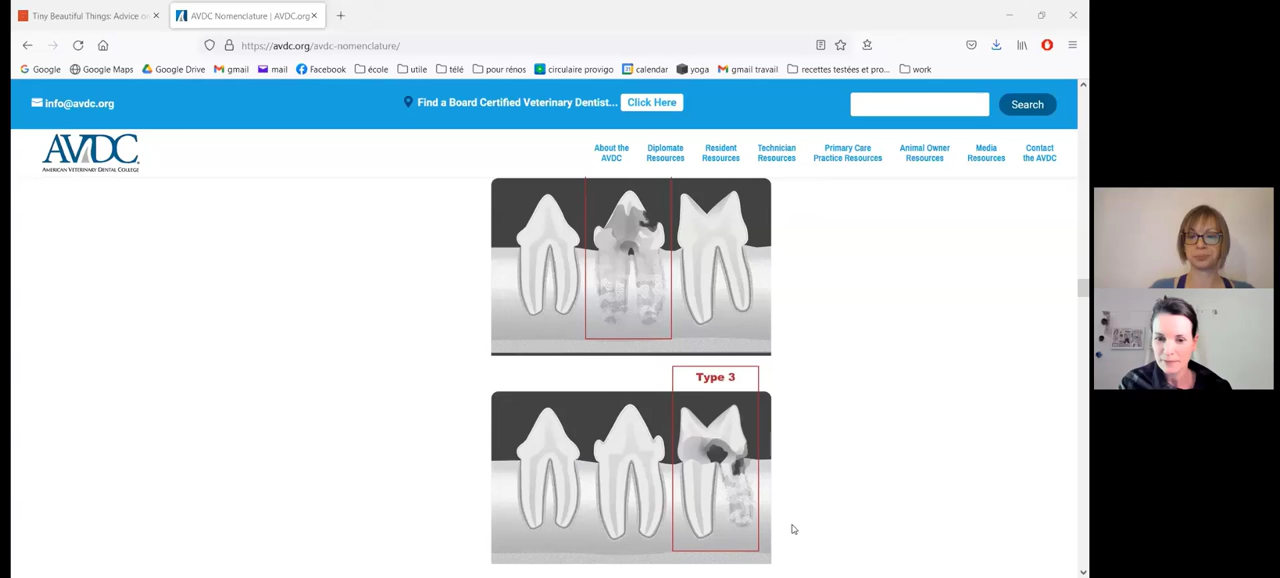 Tiny Beautiful Things: Advice on
AVDC Nomenclature | AVDC.org
https://avdc.org/avdc-nomenclature/
Google Google Maps Google Drive gmail mail Facebook école utile télé pour rénos circulaire provigo calendar yoga gmail travail recettes testées et pro... work
info@avdc.org
Find a Board Certified Veterinary Dentist... Click Here
Search
AVDC
AMERICAN VETERINARY DENTAL COLLEGE
About the AVDC
Diplomate Resources
Resident Resources
Technician Resources
Primary Care Practice Resources
Animal Owner Resources
Media Resources
Contact the AVDC
Type 3